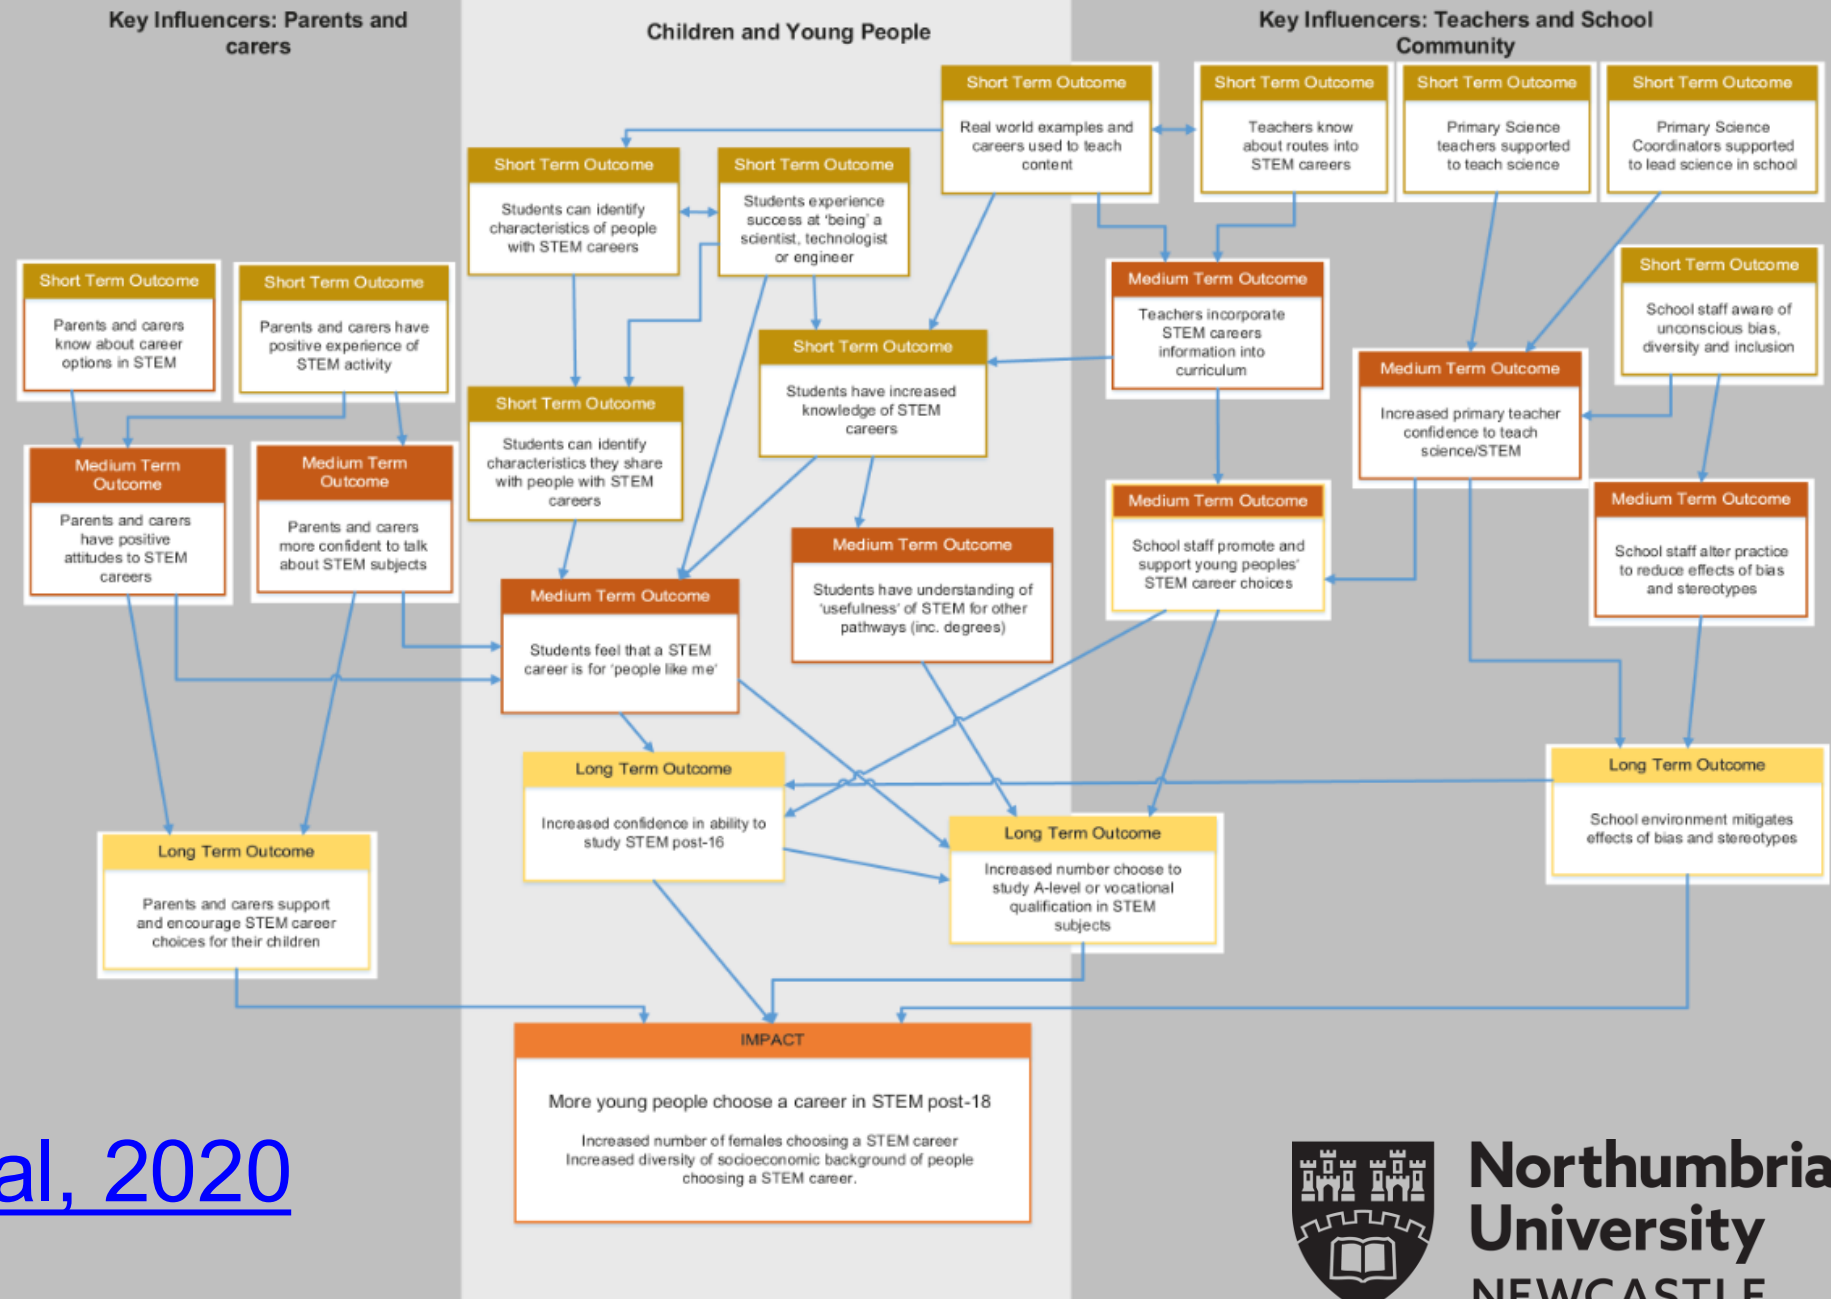 Key Influencers: Parents and
carers
Children and Young People
Key Influencers: Teachers and School
Community
Short Term Outcome
Real world examples and
careers used to teach
content
Short Term Outcome
Teachers know
about routes into
STEM careers
Short Term Outcome
Primary Science
teachers supported
to teach science
Short Term Outcome
Primary Science
Coordinators supported
to lead science in school
Short Term Outcome
Students can identify
characteristics of people
with STEM careers
Short Term Outcome
Students experience
success at ‘being’ a
scientist, technologist
or engineer
Short Term Outcome
Parents and carers
know about career
options in STEM
Short Term Outcome
Parents and carers have
positive experience of
STEM activity
Medium Term Outcome
Teachers incorporate
STEM careers
information into
curriculum
Short Term Outcome
School staff aware of
unconscious bias,
diversity and inclusion
Short Term Outcome
Students have increased
knowledge of STEM
careers
Medium Term Outcome
Increased primary teacher
confidence to teach
science/STEM
Short Term Outcome
Students can identify
characteristics they share
with people with STEM
careers
Medium Term
Outcome
Parents and carers
have positive
attitudes to STEM
careers
Medium Term
Outcome
Parents and carers
more confident to talk
about STEM subjects
Medium Term Outcome
School staff promote and
support young peoples’
STEM career choices
Medium Term Outcome
School staff alter practice
to reduce effects of bias
and stereotypes
Medium Term Outcome
Students have understanding of
‘usefulness’ of STEM for other
pathways (inc. degrees)
Medium Term Outcome
Students feel that a STEM
career is for ‘people like me’
Long Term Outcome
Increased confidence in ability to
study STEM post-16
Long Term Outcome
School environment mitigates
effects of bias and stereotypes
Long Term Outcome
Increased number choose to
study A-level or vocational
qualification in STEM
subjects
Long Term Outcome
Parents and carers support
and encourage STEM career
choices for their children
IMPACT
More young people choose a career in STEM post-18
Increased number of females choosing a STEM career
Increased diversity of socioeconomic background of people
choosing a STEM career.
al, 2020
Northumbria
University
NEWCASTLE